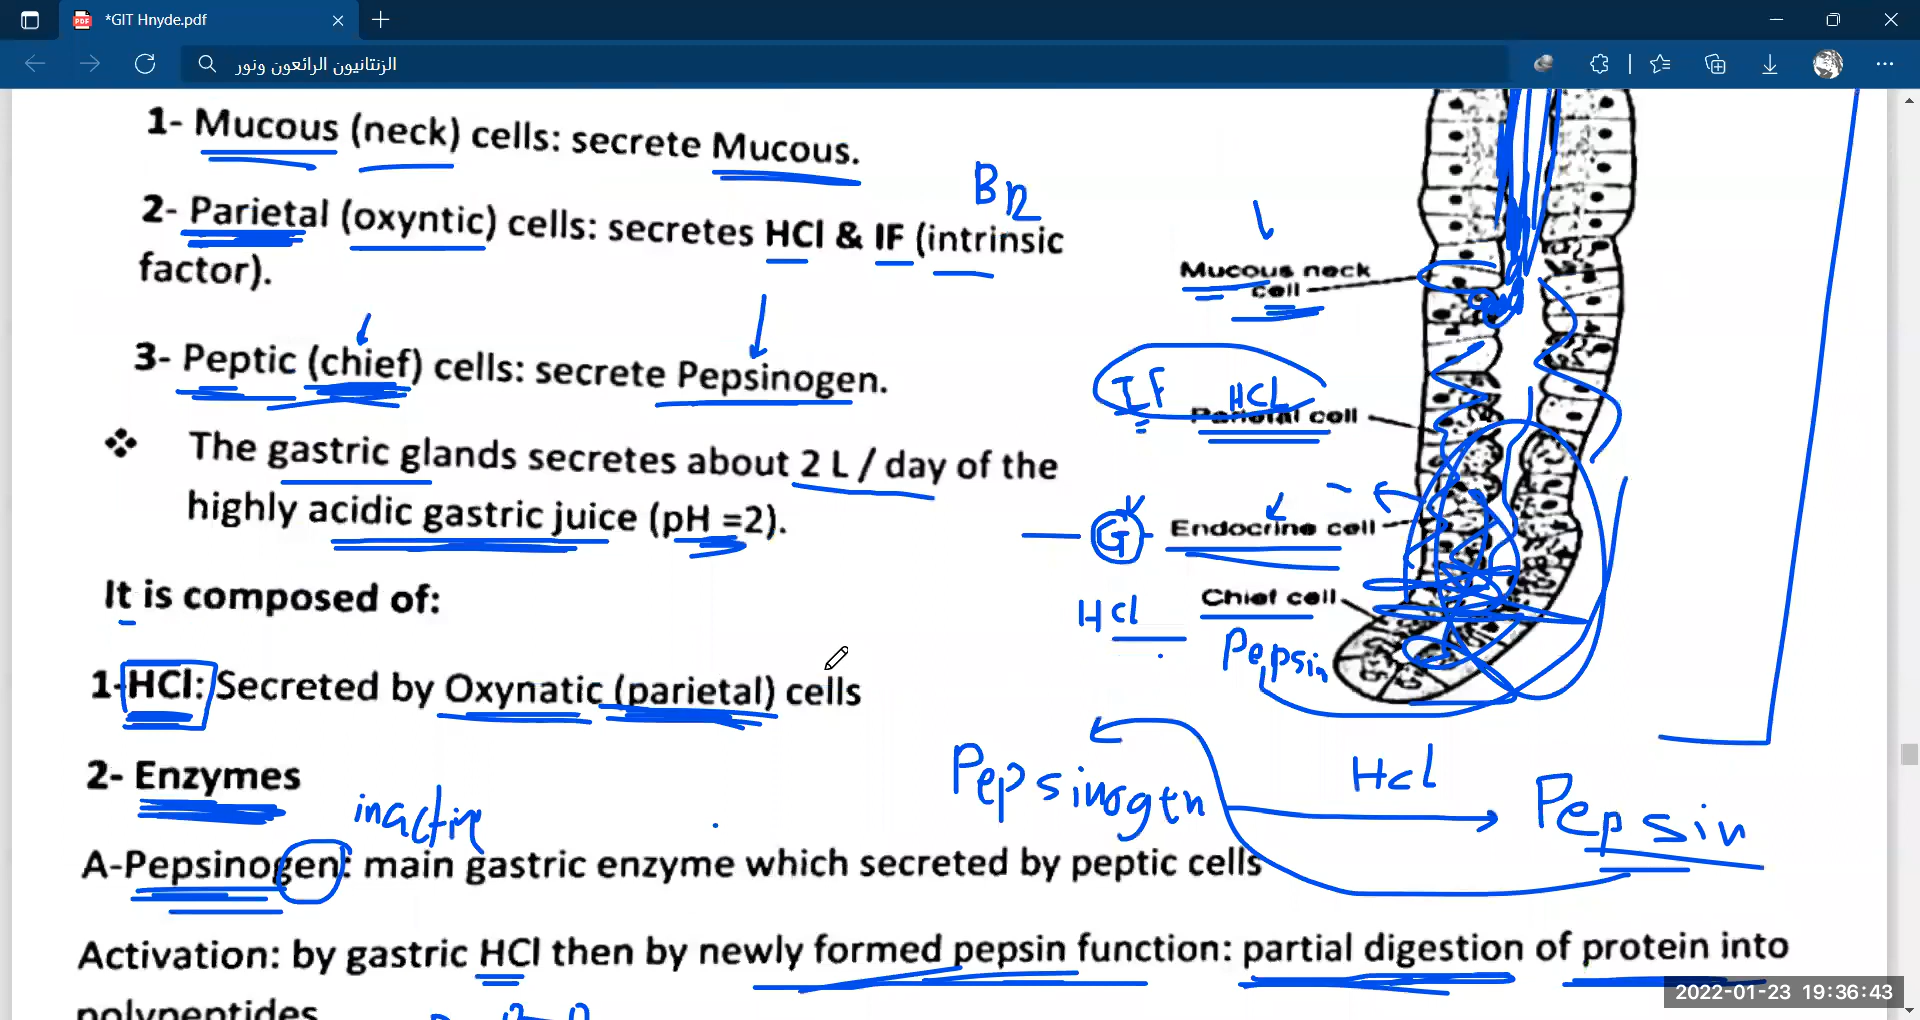 *GIT Hnyde.pdf
الزنتانيون الرائعون ونور
1- Mucous (neck) cells: secrete Mucous.
B12
2- Parietal (oxyntic) cells: secretes HCl & IF (intrinsic
factor).
3- Peptic (chief) cells: secrete Pepsinogen.
❖ The gastric glands secretes about 2 L / day of the
highly acidic gastric juice (pH =2).
It is composed of:
1-HCl: Secreted by Oxynatic (parietal) cells
2- Enzymes
inactive
A-Pepsinogen: main gastric enzyme which secreted by peptic cells
Activation: by gastric HCl then by newly formed pepsin function: partial digestion of protein into
polypeptides
Mucous neck
cell
IF HCL
Parietal cell
G
Endocrine cell
HCl
Chief cell
Pepsin
Pepsinogen
Hcl
Pepsin
2022-01-23 19:36:43